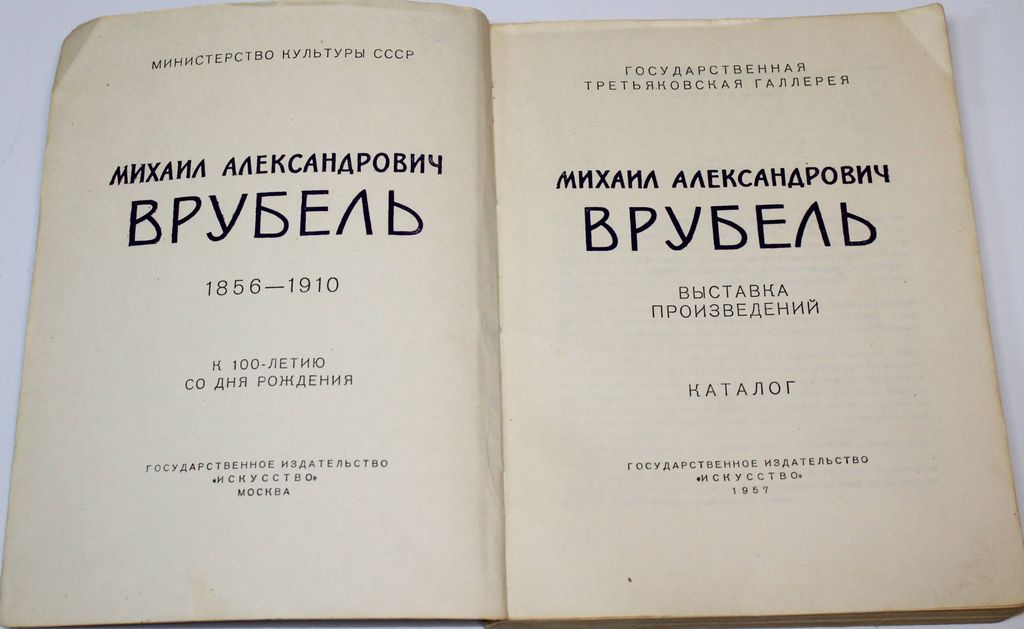 МИНИСТЕРСТВО КУЛЬТУРЫ СССР
МИХАИЛ АЛЕКСАНДРОВИЧ
ВРУБЕЛЬ
1856—1910
К 100-ЛЕТИЮ
СО ДНЯ РОЖДЕНИЯ
ГОСУДАРСТВЕННОЕ ИЗДАТЕЛЬСТВО
«ИСКУССТВО»
МОСКВА
ГОСУДАРСТВЕННАЯ
ТРЕТЬЯКОВСКАЯ ГАЛЛЕРЕЯ
МИХАИЛ АЛЕКСАНДРОВИЧ
ВРУБЕЛЬ
ВЫСТАВКА
ПРОИЗВЕДЕНИЙ
КАТАЛОГ
ГОСУДАРСТВЕННОЕ ИЗДАТЕЛЬСТВО
«ИСКУССТВО»
1957